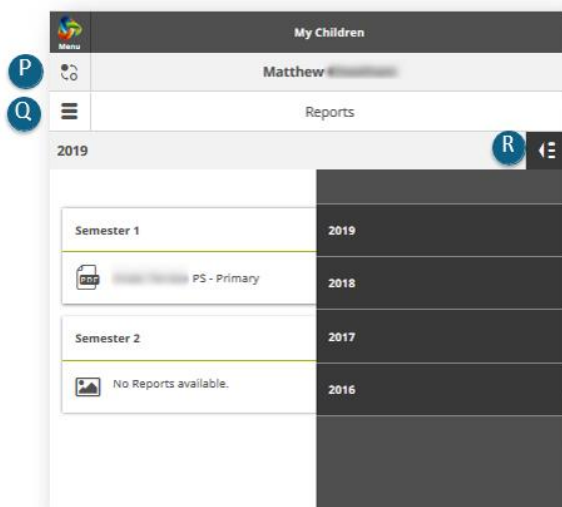 My Children
Menu
P
Matthew
Q
Reports
2019
R
Semester 1
PDF
PS - Primary
Semester 2
No Reports available.
2019
2018
2017
2016